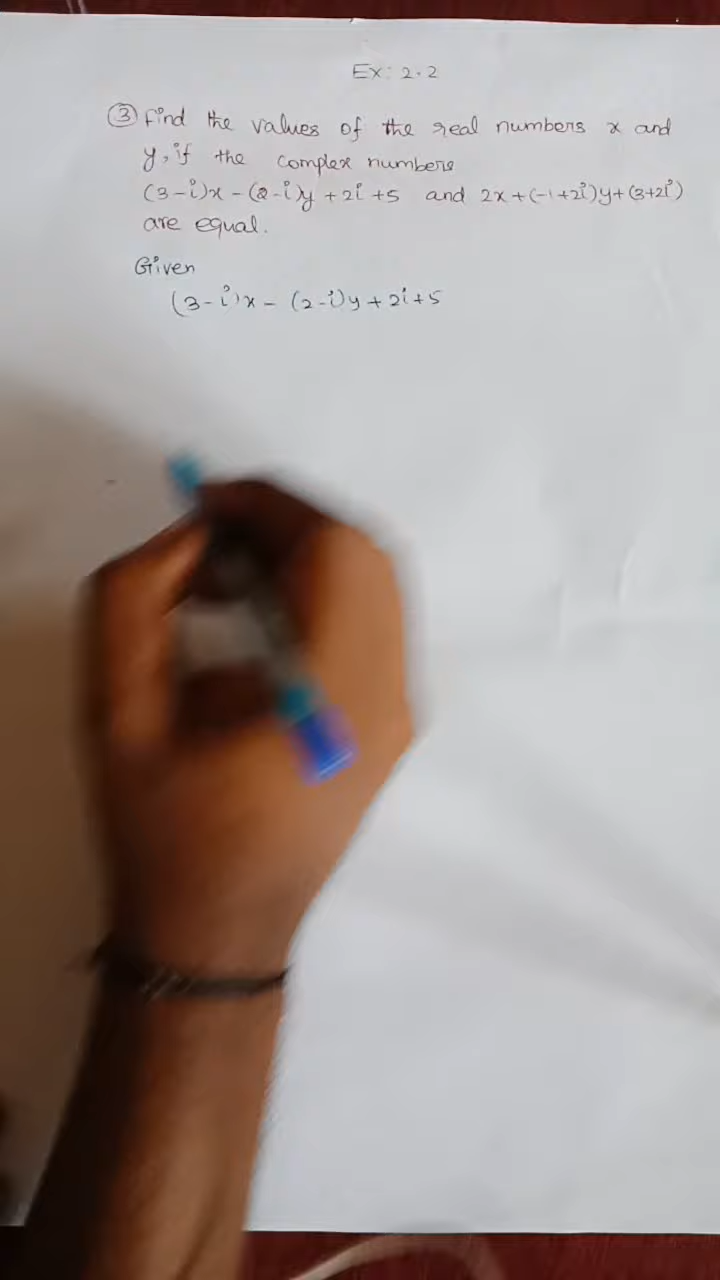 Ex: 2.2
③ Find the values of the real numbers x and
y, if the complex numbers
(3-i)x-(2-i)y+2i+5 and 2x+(-1+2i)y+(3+2i)
are equal.
Given
(3-i)x-(2-i)y+2i+5